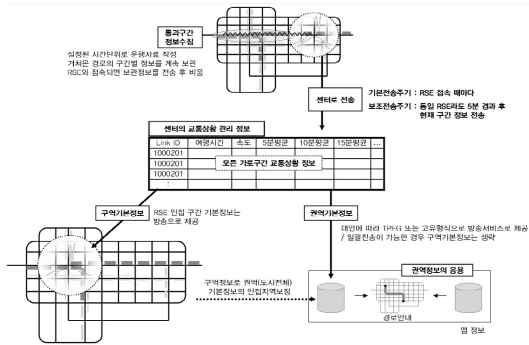 통과구간
정보수집
설정된 시간단위로 운행자료 작성
거쳐온 경로의 구간별 정보를 계속 보관
RSE와 접속되면 보관정보를 전송 후 비움
센터로 전송
기본전송주기 : RSE 접속 때마다
보조전송주기 : 동일 RSE라도 5분 경과 후
현재 구간 정보 전송
센터의 교통상황 관리 정보
Link ID 여행시간 속도 5분평균 10분평균 15분평균 ...
1000201
1000201 모든 가로구간 교통상황 정보
1000201
:
구역기본정보
RSE 인접 구간 기본정보는
방송으로 제공
권역기본정보
대안에 따라 TPEG 또는 고유형식으로 방송서비스로 제공
/ 일괄전송이 가능한 경우 구역기본정보는 생략
구역정보로 권역(도시전체)
기본정보의 인접지역보정
권역정보의 응용
경로안내
맵 정보